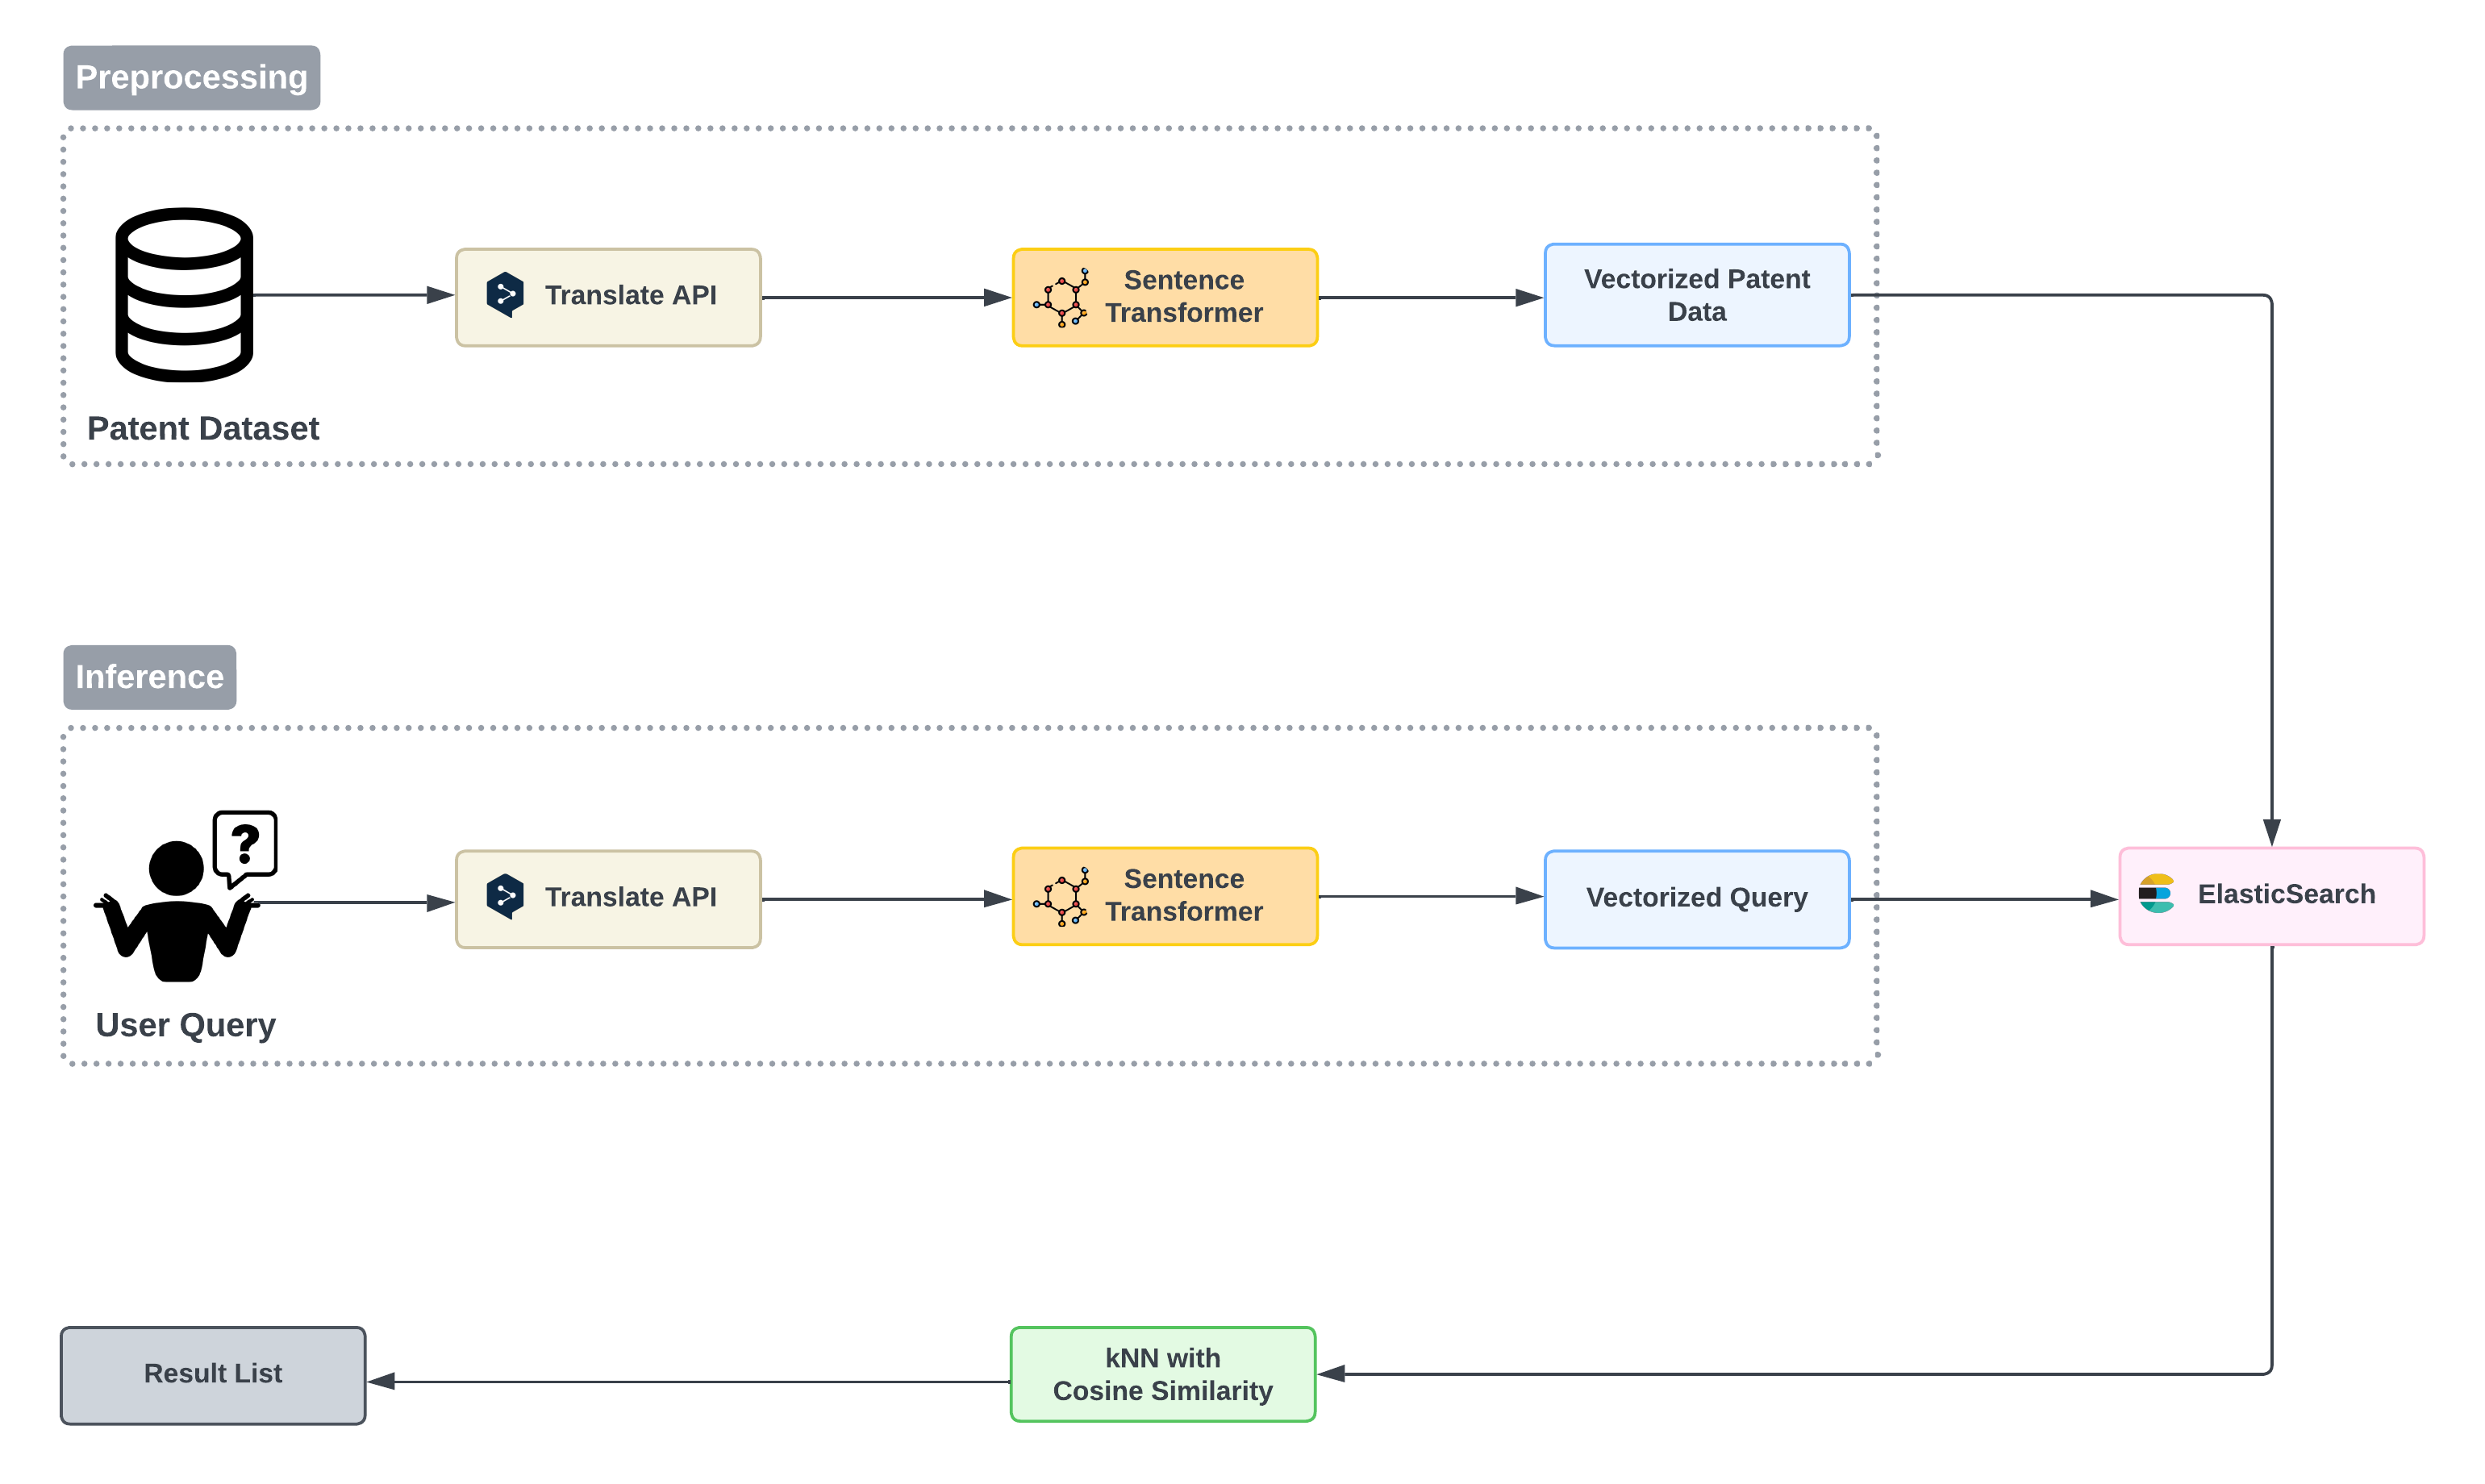 Preprocessing
Translate API
Sentence
Transformer
Vectorized Patent
Data
Patent Dataset
Inference
?
Translate API
Sentence
Transformer
Vectorized Query
ElasticSearch
User Query
Result List
kNN with
Cosine Similarity